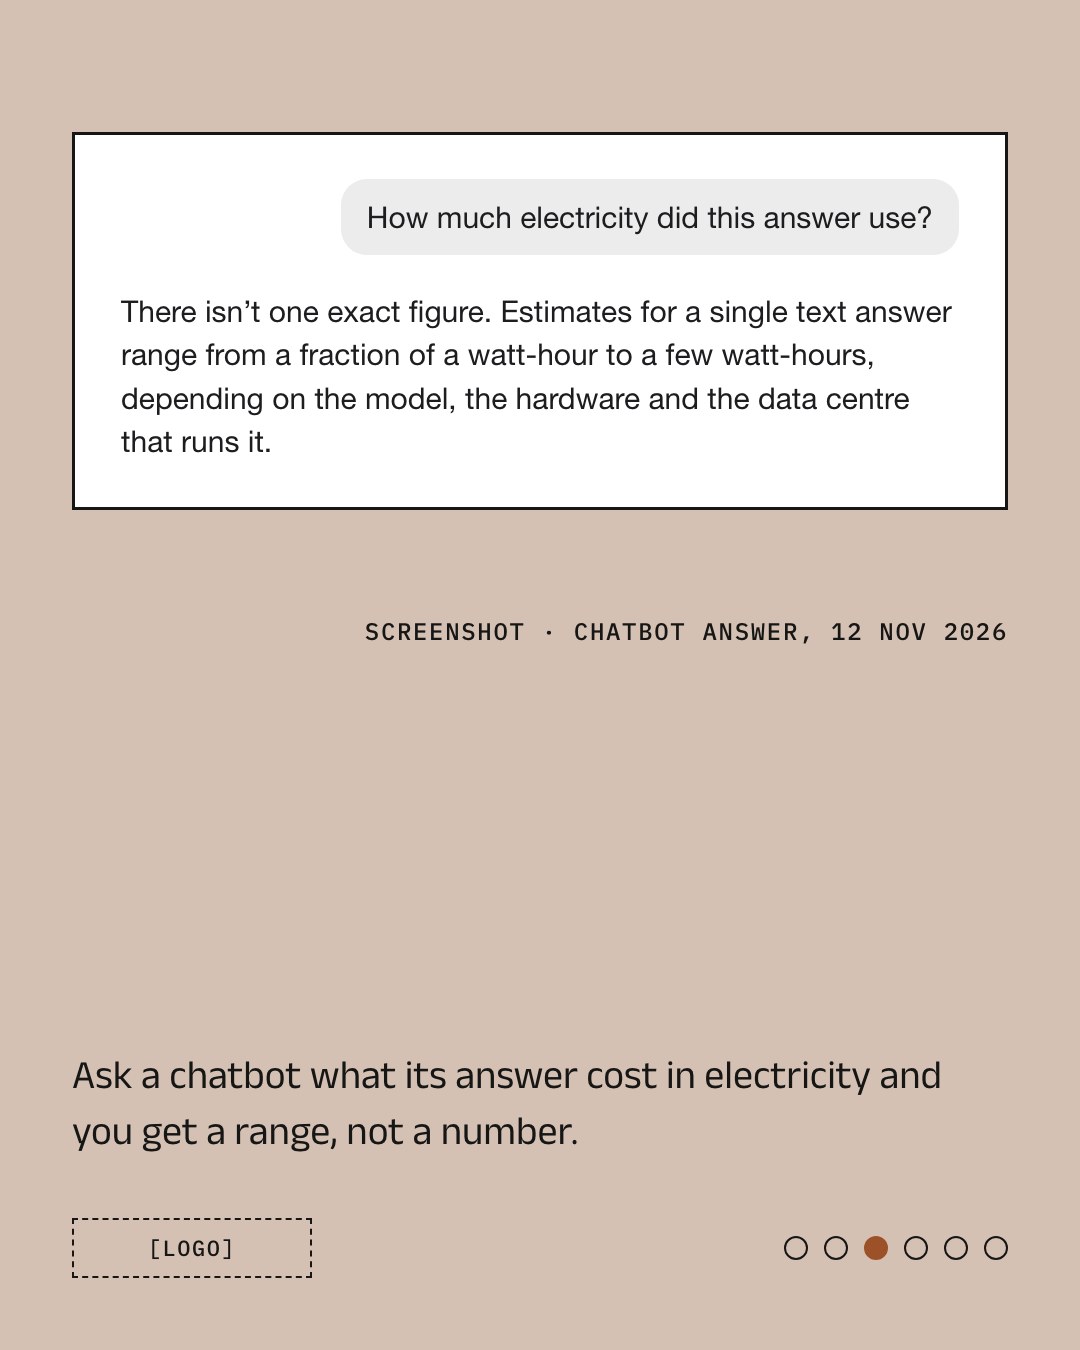 How much electricity did this answer use?
There isn’t one exact figure. Estimates for a single text answer
range from a fraction of a watt-hour to a few watt-hours,
depending on the model, the hardware and the data centre
that runs it.
SCREENSHOT · CHATBOT ANSWER, 12 NOV 2026
Ask a chatbot what its answer cost in electricity and
you get a range, not a number.
[LOGO]